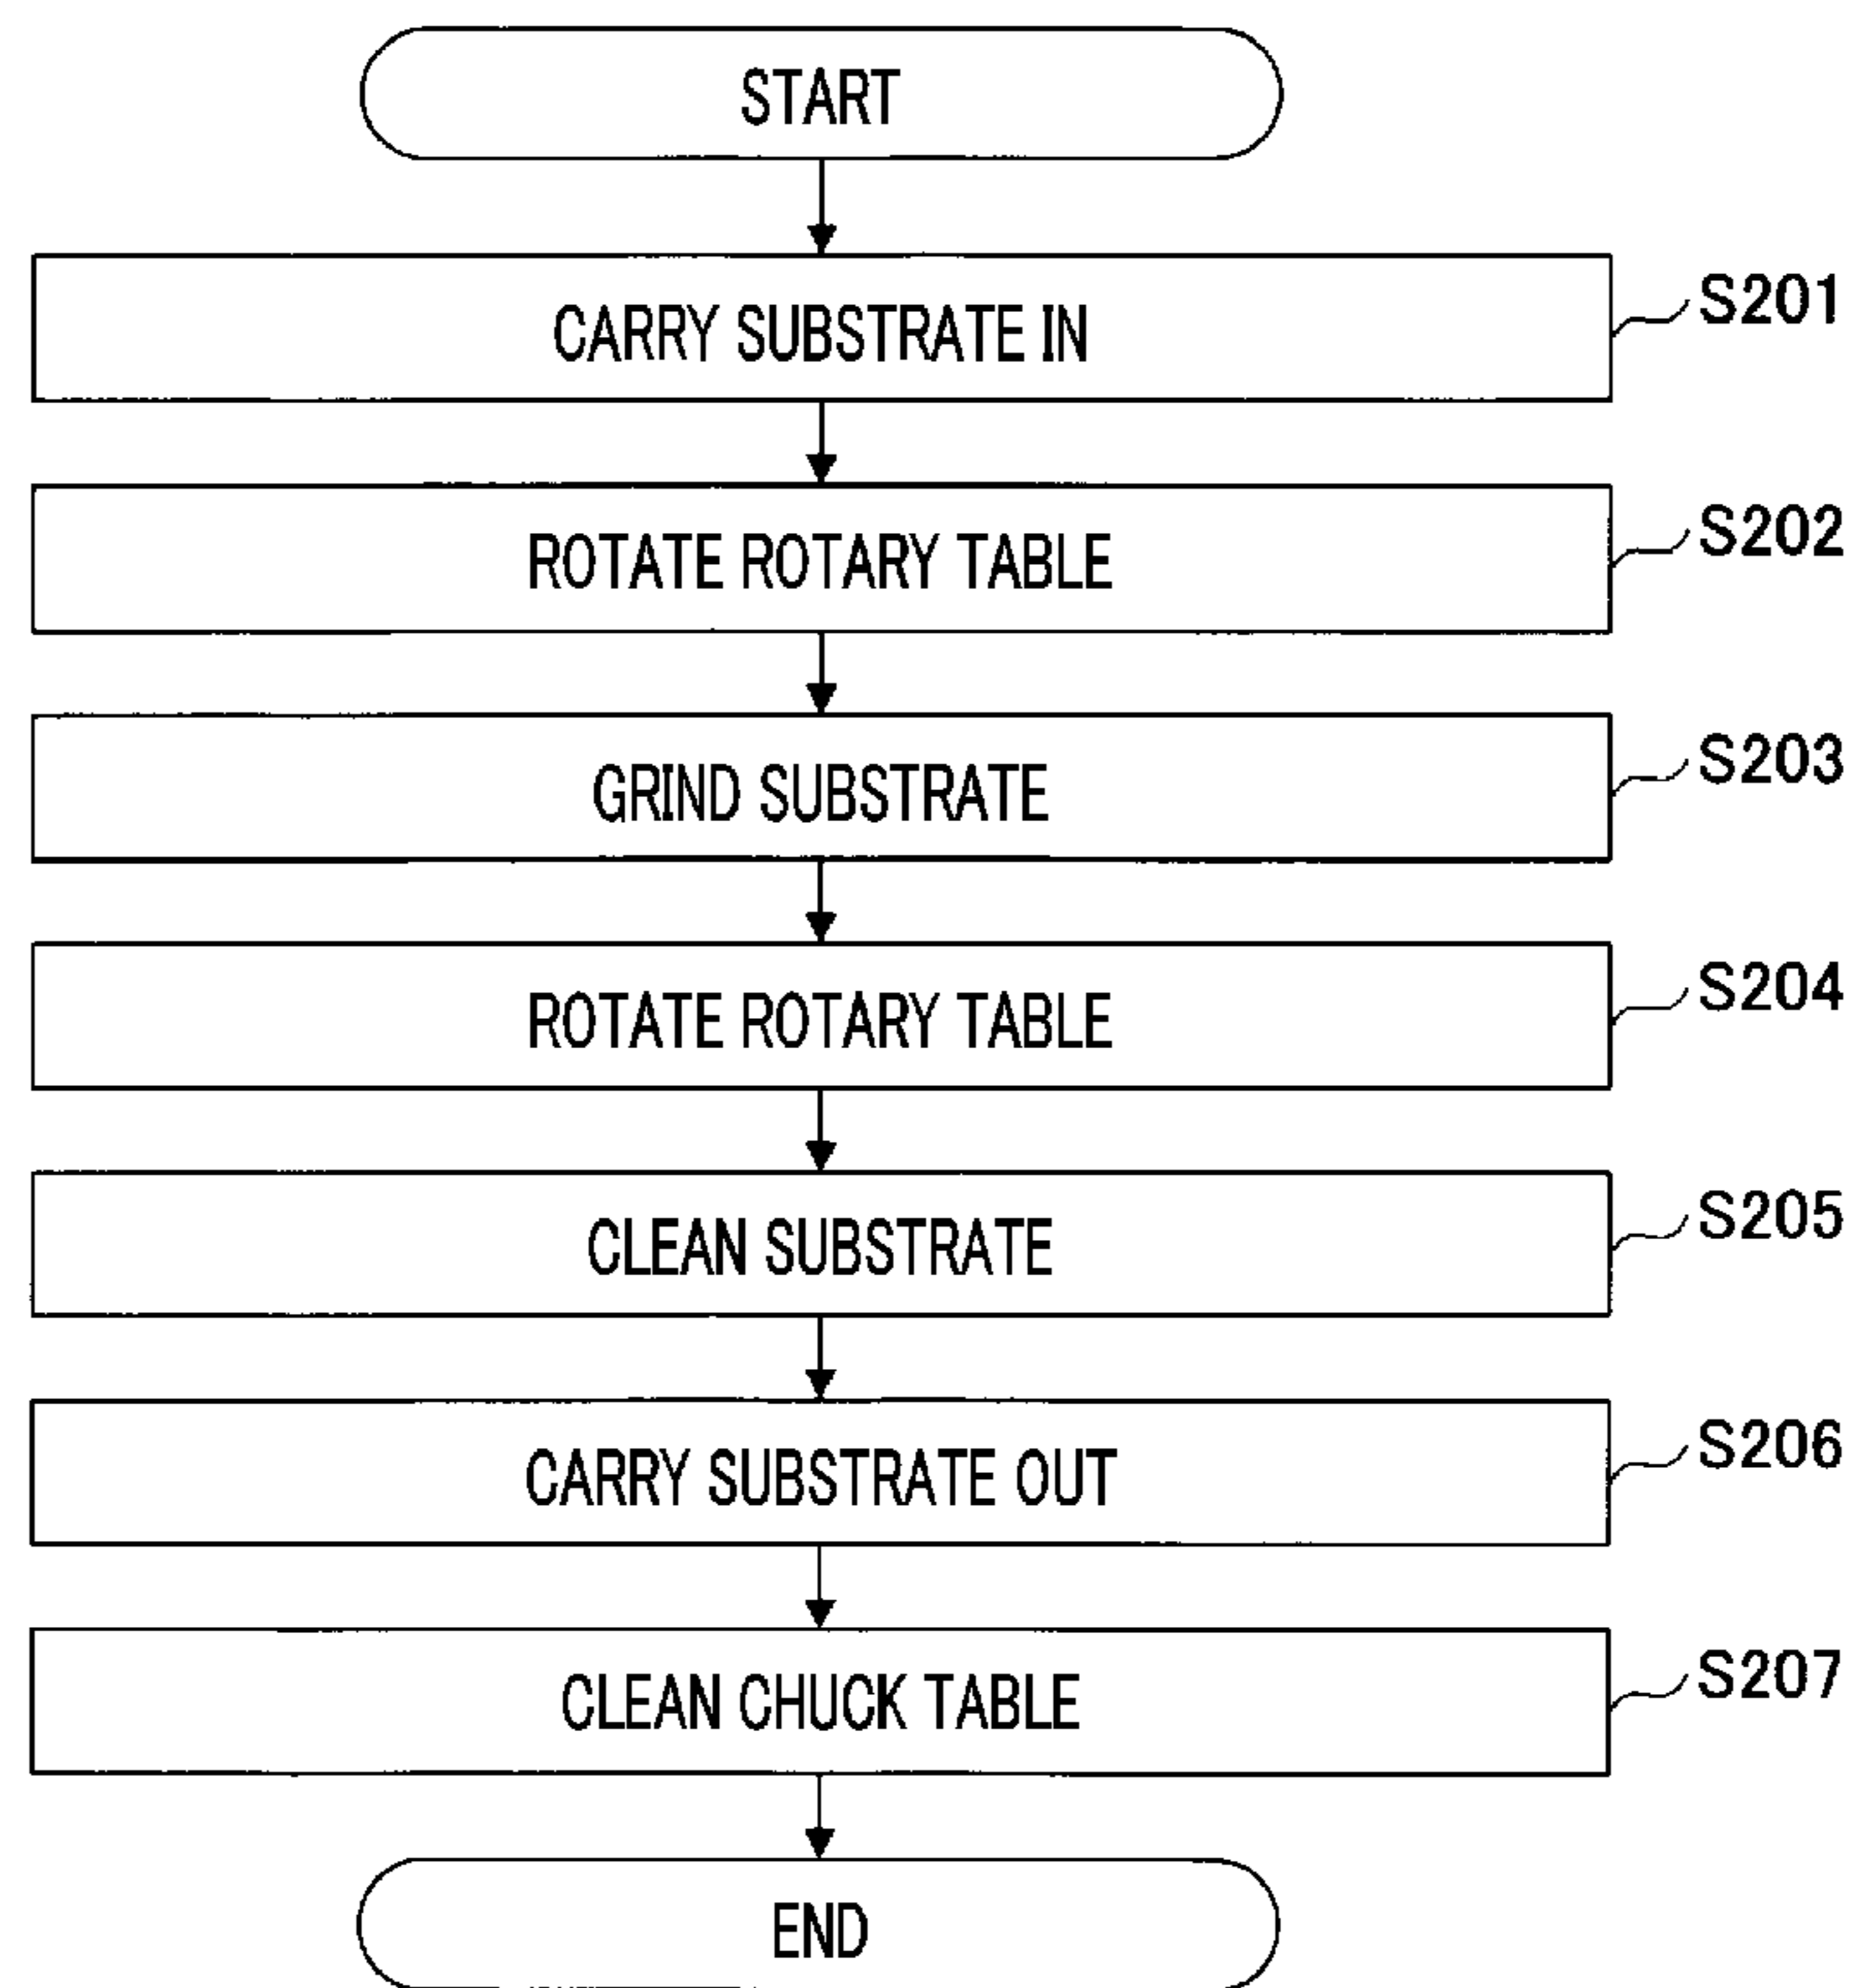 START
CARRY SUBSTRATE IN
S201
ROTATE ROTARY TABLE
S202
GRIND SUBSTRATE
S203
ROTATE ROTARY TABLE
S204
CLEAN SUBSTRATE
S205
CARRY SUBSTRATE OUT
S206
CLEAN CHUCK TABLE
S207
END